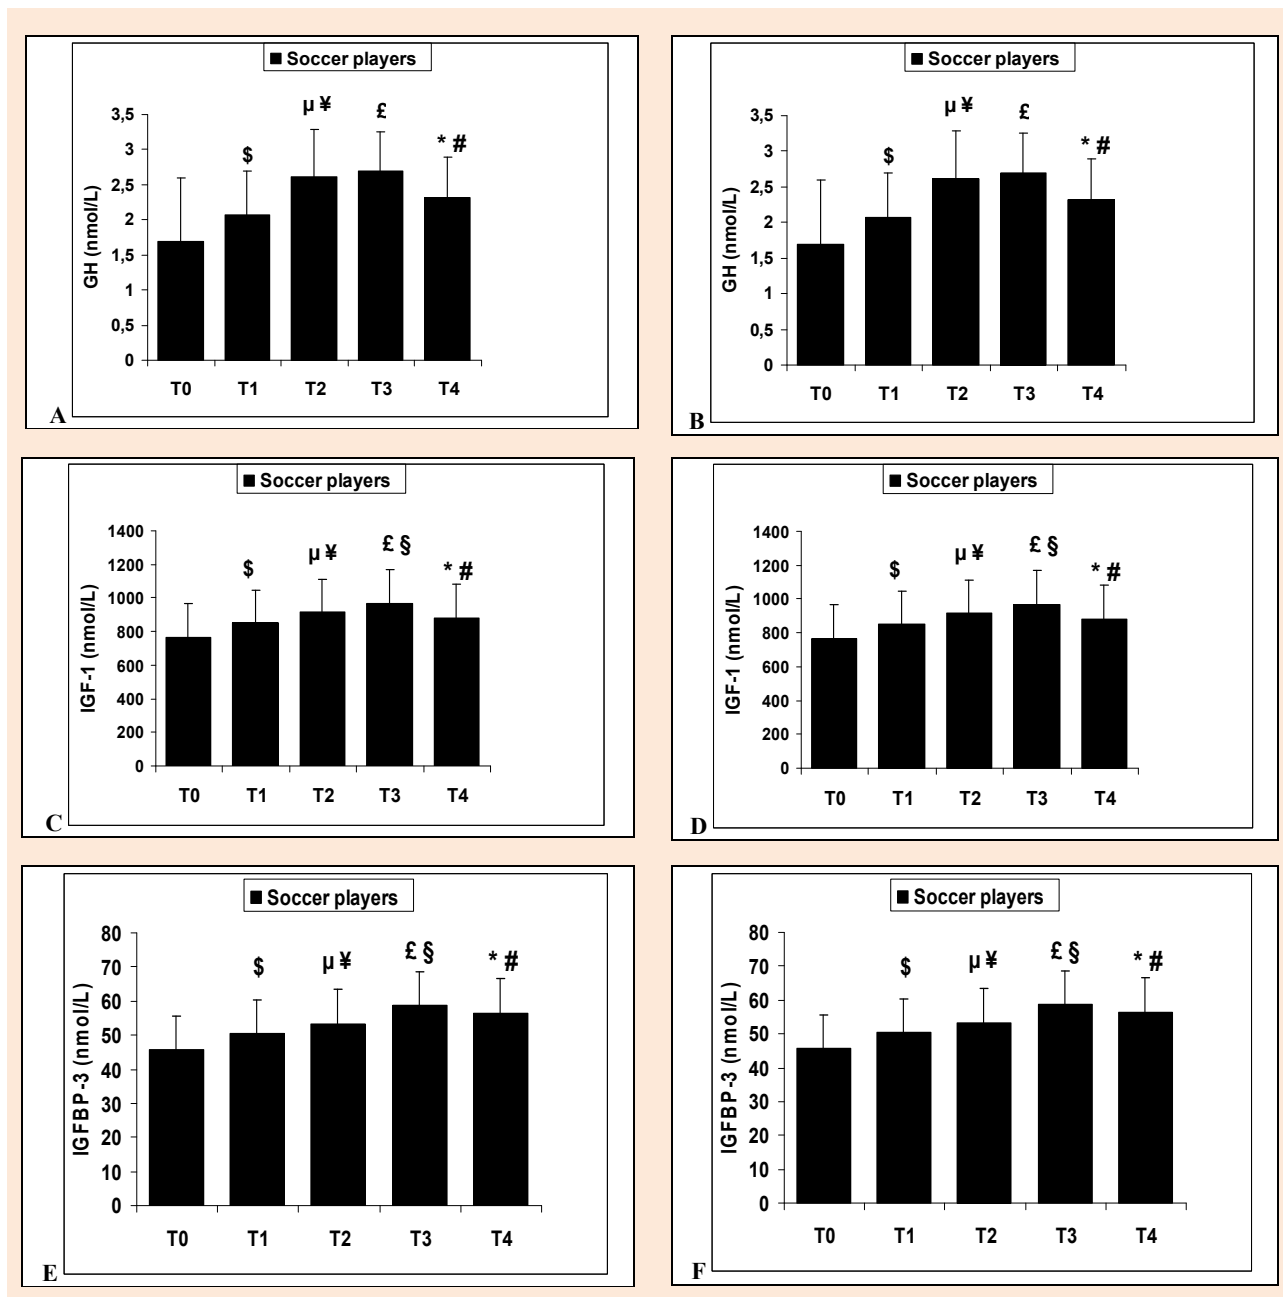 Soccer players
µ ¥
£
$
* #
3,5
3
2,5
2
1,5
1
0,5
0
GH (nmol/L)
T0 T1 T2 T3 T4
A
Soccer players
µ ¥
£
$
* #
3,5
3
2,5
2
1,5
1
0,5
0
GH (nmol/L)
T0 T1 T2 T3 T4
B
Soccer players
$
µ ¥
£ §
* #
1400
1200
1000
800
600
400
200
0
IGF-1 (nmol/L)
T0 T1 T2 T3 T4
C
Soccer players
$
µ ¥
£ §
* #
1400
1200
1000
800
600
400
200
0
IGF-1 (nmol/L)
T0 T1 T2 T3 T4
D
Soccer players
$
µ ¥
£ §
* #
80
70
60
50
40
30
20
10
0
IGFBP-3 (nmol/L)
T0 T1 T2 T3 T4
E
Soccer players
$
µ ¥
£ §
* #
80
70
60
50
40
30
20
10
0
IGFBP-3 (nmol/L)
T0 T1 T2 T3 T4
F